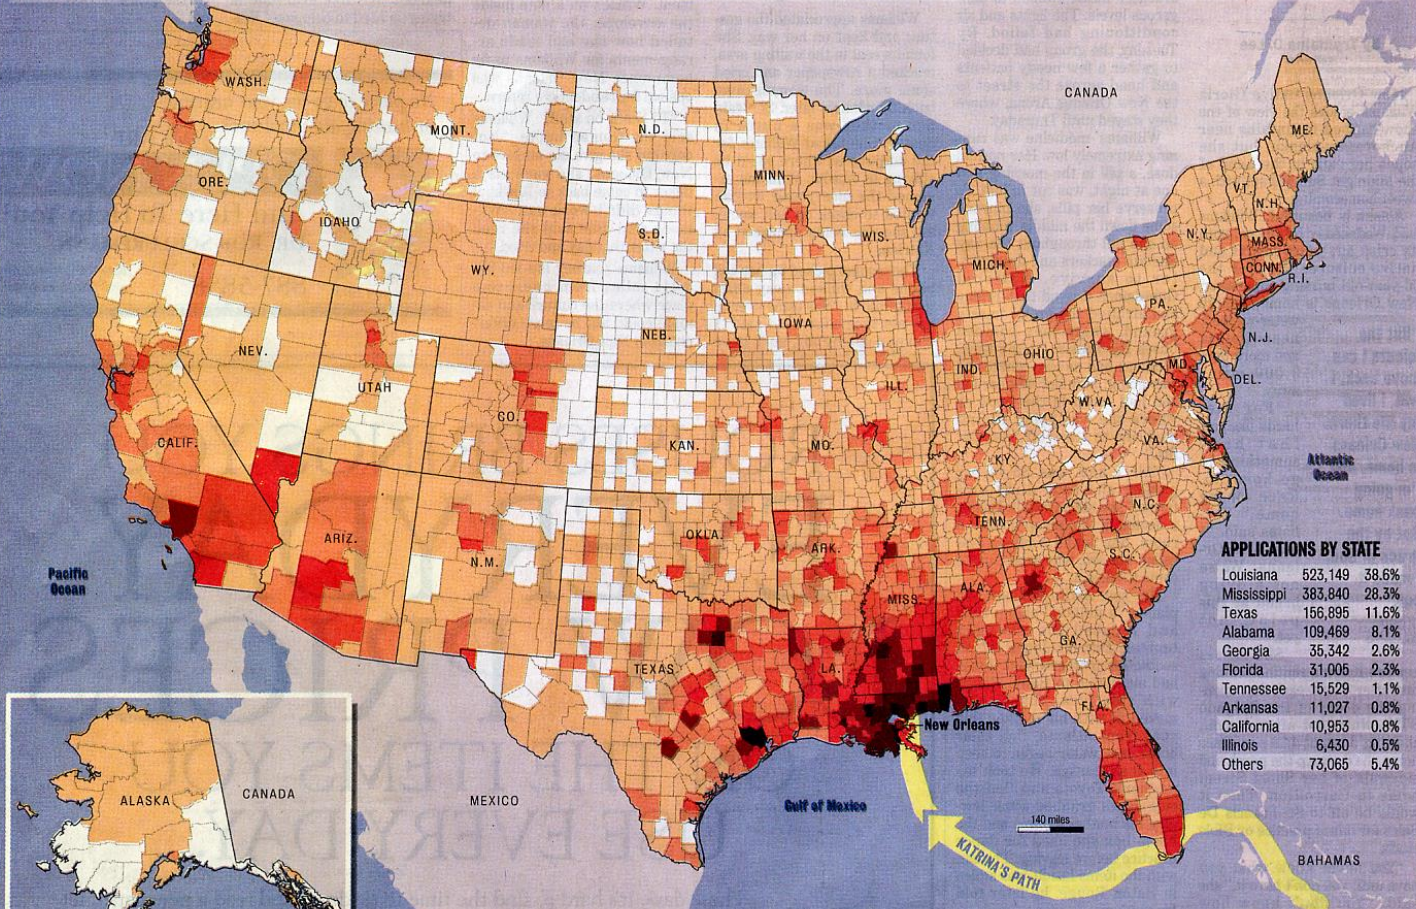 WASH.
MONT.
N.D.
MINN.
CANADA
ME.
ORE.
IDAHO
S.D.
WIS.
MICH.
N.Y.
VT.
N.H.
MASS.
CONN.
R.I.
WY.
NEV.
UTAH
NEB.
IOWA
ILL.
IND.
OHIO
PA.
N.J.
MD.
DEL.
CALIF.
CO.
KAN.
MO.
KY.
W.VA.
VA.
Atlantic
Ocean
ARIZ.
N.M.
OKLA.
ARK.
TENN.
N.C.
S.C.
Pacific
Ocean
TEXAS
LA.
MISS.
ALA.
GA.
FLA.
New Orleans
APPLICATIONS BY STATE
Louisiana 523,149 38.6%
Mississippi 383,840 28.3%
Texas 156,895 11.6%
Alabama 109,469 8.1%
Georgia 35,342 2.6%
Florida 31,005 2.3%
Tennessee 15,529 1.1%
Arkansas 11,027 0.8%
California 10,953 0.8%
Illinois 6,430 0.5%
Others 73,065 5.4%
ALASKA
CANADA
MEXICO
Gulf of Mexico
140 miles
KATRINA'S PATH
BAHAMAS